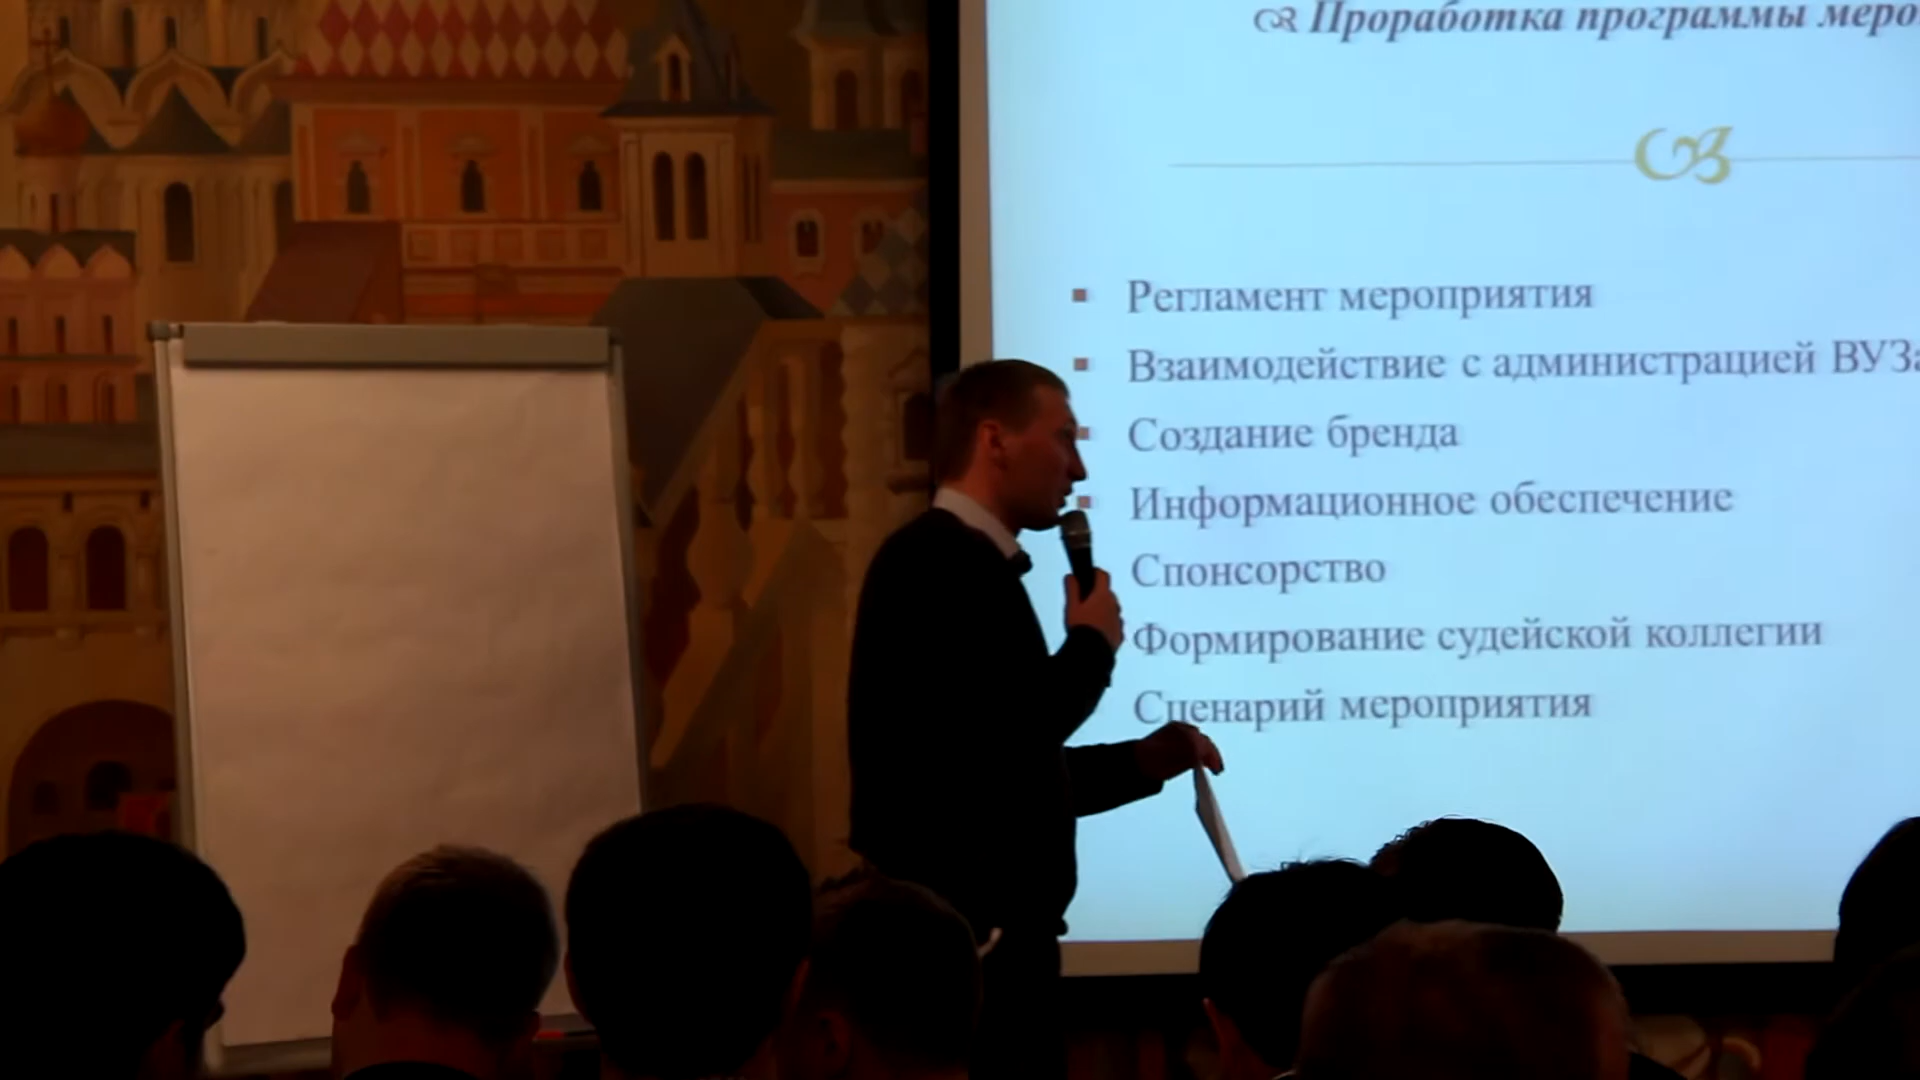 Проработка программы меро
Регламент мероприятия
Взаимодействие с администрацией ВУЗа
Создание бренда
Информационное обеспечение
Спонсорство
Формирование судейской коллегии
Сценарий мероприятия